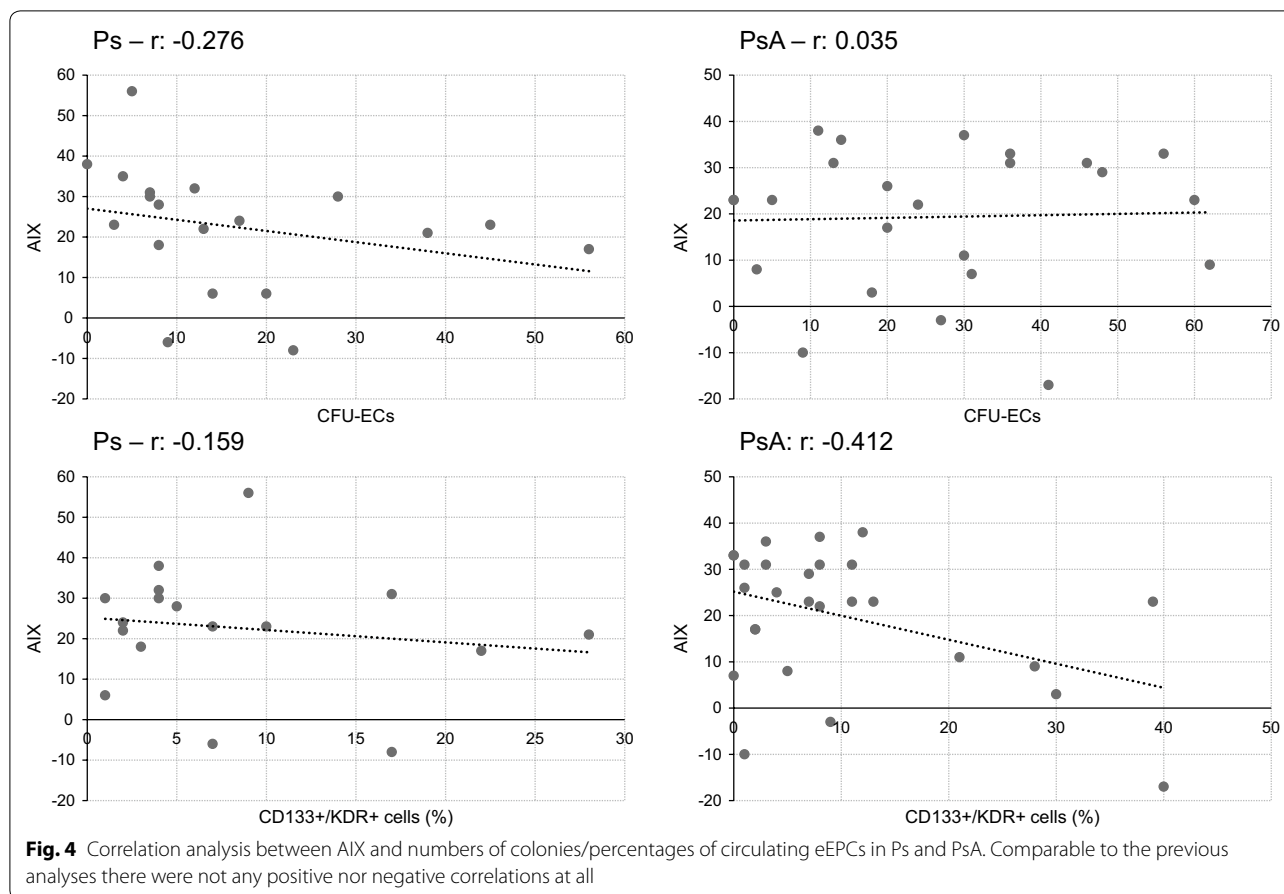 Ps – r: -0.276
60
50
40
30
20
10
0
-10
-20
AIX
0 10 20 30 40 50 60
CFU-ECs
PsA – r: 0.035
50
40
30
20
10
0
-10
-20
AIX
0 10 20 30 40 50 60 70
CFU-ECs
Ps – r: -0.159
60
50
40
30
20
10
0
-10
-20
AIX
0 5 10 15 20 25 30
CD133+/KDR+ cells (%)
PsA: r: -0.412
50
40
30
20
10
0
-10
-20
AIX
0 10 20 30 40 50
CD133+/KDR+ cells (%)
Fig. 4 Correlation analysis between AIX and numbers of colonies/percentages of circulating eEPCs in Ps and PsA. Comparable to the previous
analyses there were not any positive nor negative correlations at all